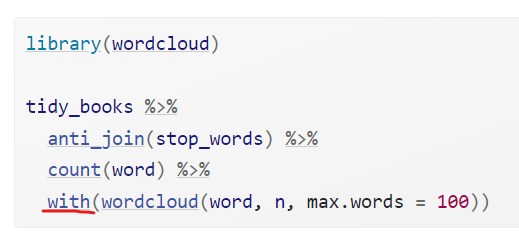 library(wordcloud)
tidy_books %>%
anti_join(stop_words) %>%
count(word) %>%
with(wordcloud(word, n, max.words = 100))